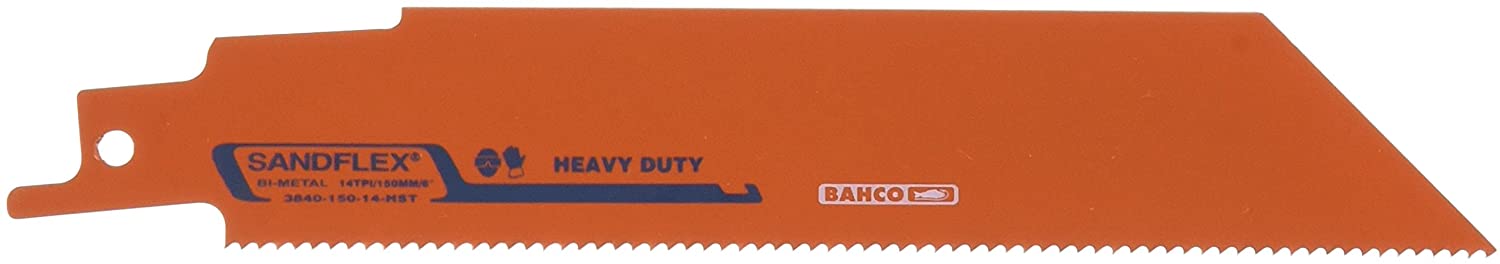 SANDFLEX®
BI-METAL 14TPI/150MM/6"
3840-150-14-HST
HEAVY DUTY
BAHCO